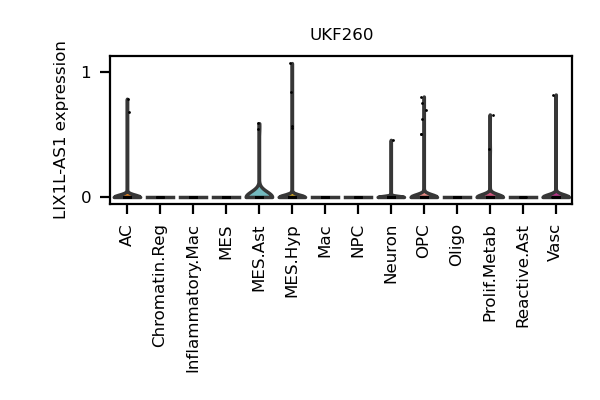 UKF260
LIX1L-AS1 expression
1
0
AC
Chromatin.Reg
Inflammatory.Mac
MES
MES.Ast
MES.Hyp
Mac
NPC
Neuron
OPC
Oligo
Prolif.Metab
Reactive.Ast
Vasc